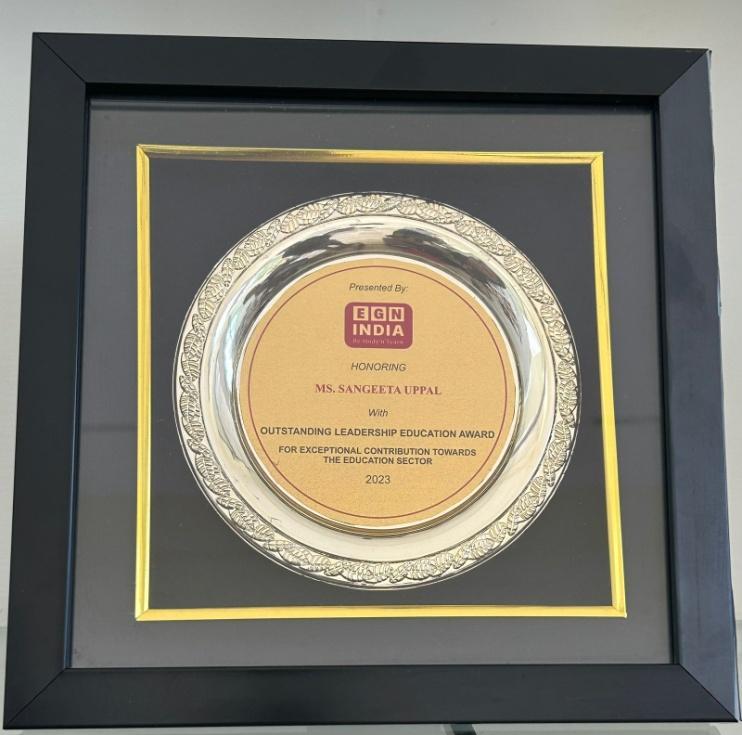 Presented By:
EGN
INDIA
HONORING
MS. SANGEETA UPPAL
With
OUTSTANDING LEADERSHIP EDUCATION AWARD
FOR EXCEPTIONAL CONTRIBUTION TOWARDS
THE EDUCATION SECTOR
2023